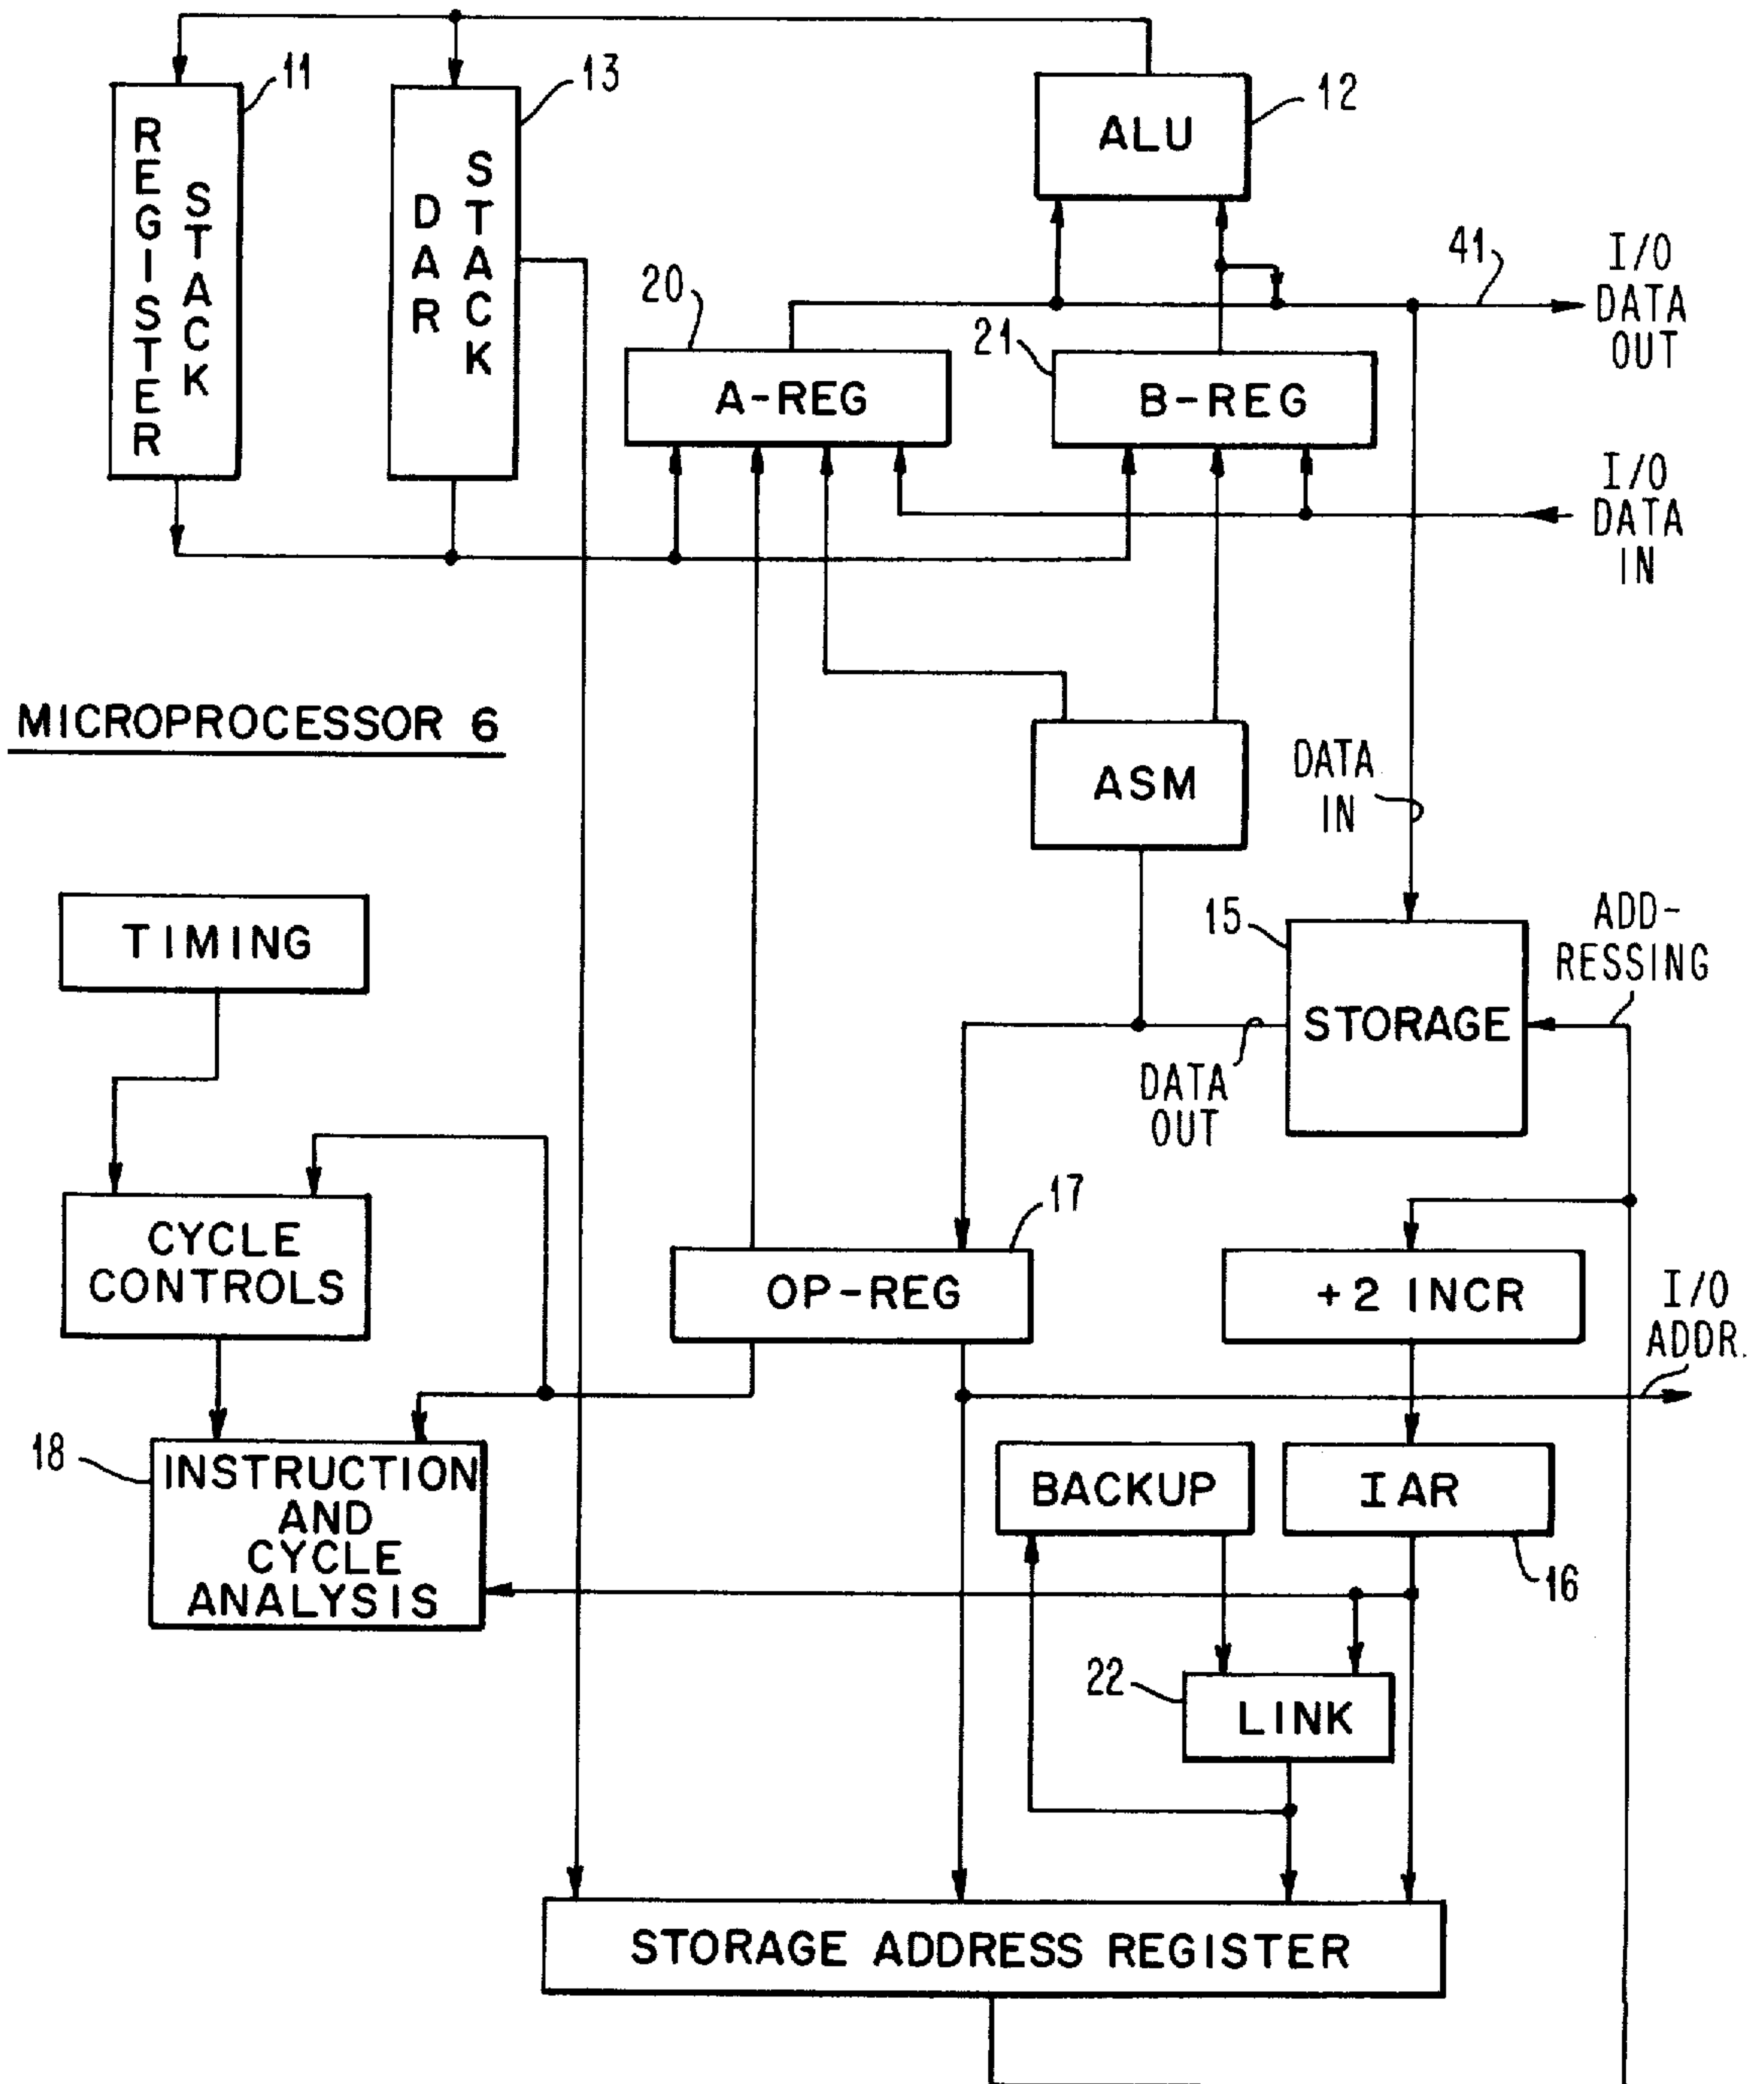 11
13
REGISTER
STACK
DAR
STACK
ALU
12
41
I/O
DATA
OUT
20
A-REG
21
B-REG
I/O
DATA
IN
MICROPROCESSOR 6
ASM
DATA
IN
TIMING
15
STORAGE
ADD-
RESSING
DATA
OUT
CYCLE
CONTROLS
17
OP-REG
+2 INCR
I/O
ADDR.
18
INSTRUCTION
AND
CYCLE
ANALYSIS
BACKUP
IAR
16
22
LINK
STORAGE ADDRESS REGISTER